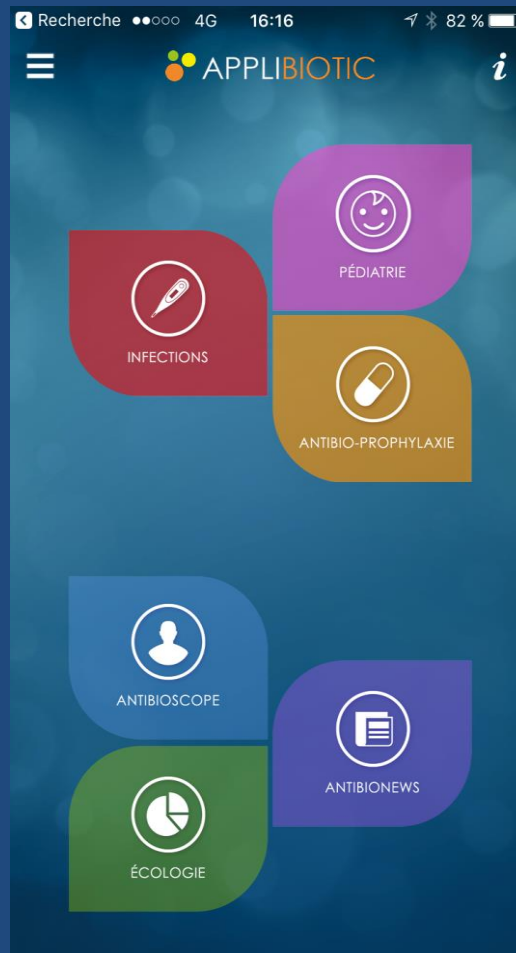 Recherche 4G 16:16 82 %
APPLIBIOTIC
PÉDIATRIE
INFECTIONS
ANTIBIO-PROPHYLAXIE
ANTIBIOSCOPE
ANTIBIONEWS
ÉCOLOGIE